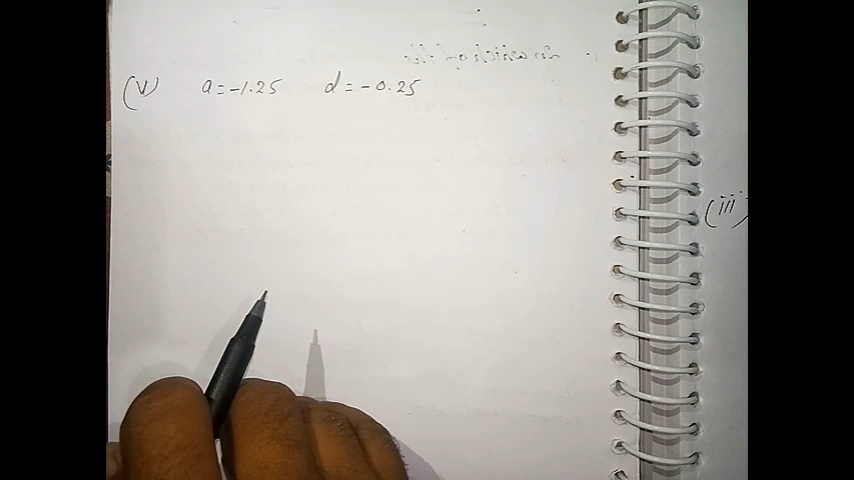 (V) a = -1.25 d = -0.25
(iii)